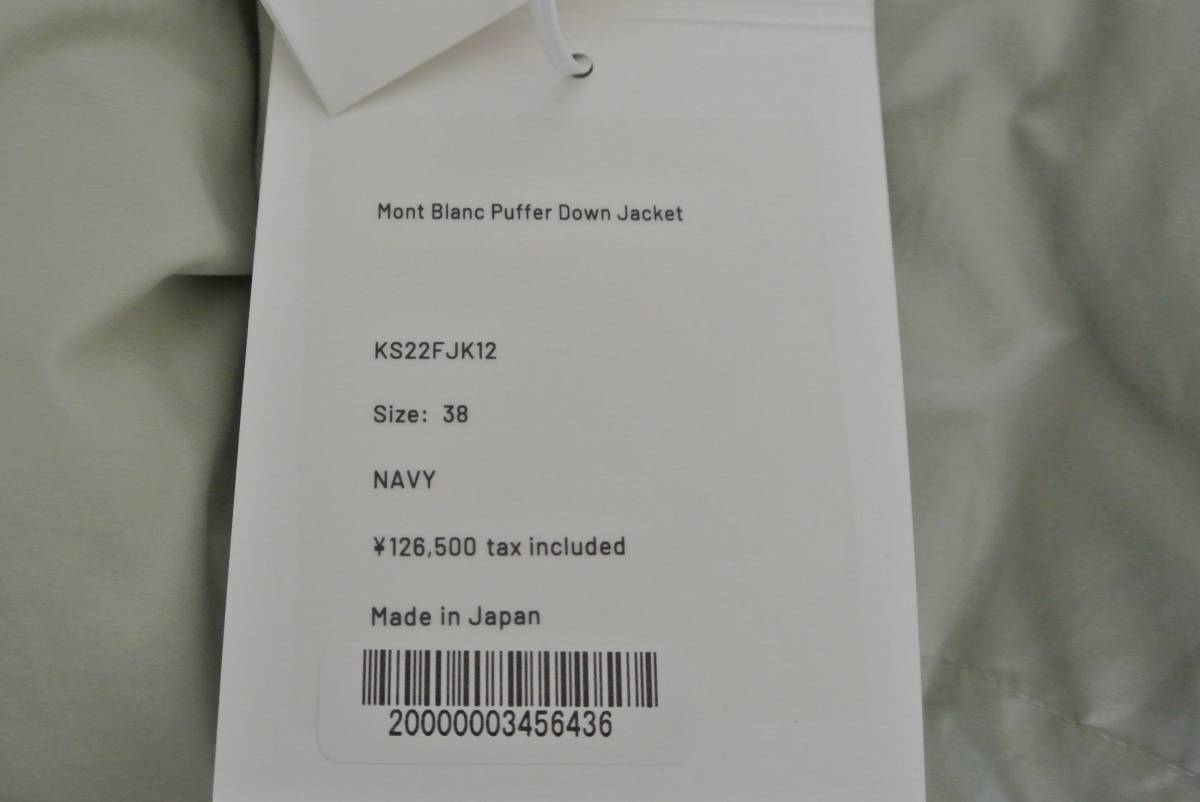 Mont Blanc Puffer Down Jacket
KS22FJK12
Size: 38
NAVY
¥126,500 tax included
Made in Japan
20000003456436